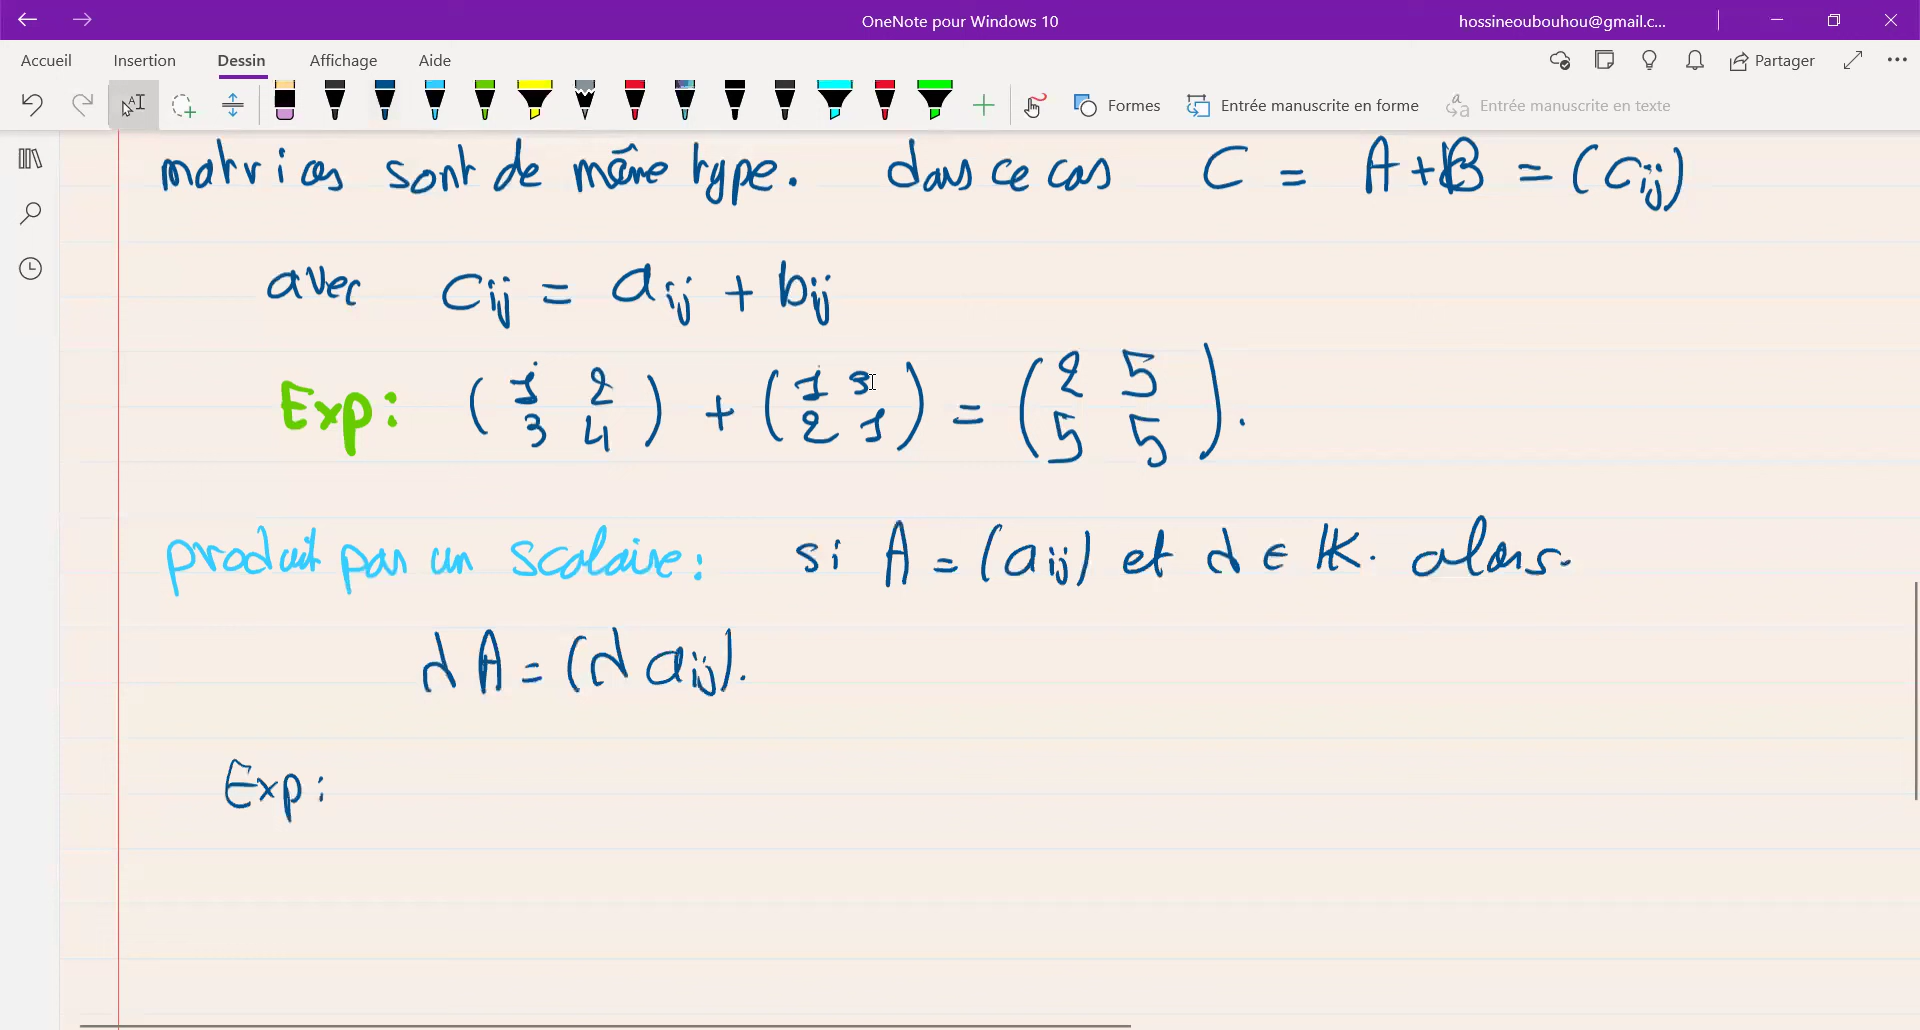 OneNote pour Windows 10 hossineoubouhou@gmail.c...
Accueil Insertion Dessin Affichage Aide Partager
Formes Entrée manuscrite en forme Entrée manuscrite en texte
matrices sont de même type. dans ce cas C = A+B = (cij)
avec cij = aij + bij
Exp: (1 2 ; 3 4) + (1 3 ; 2 1) = (2 5 ; 5 5).
produit par un scalaire: si A = (aij) et α ∈ K. alors.
α A = (α aij).
Exp: